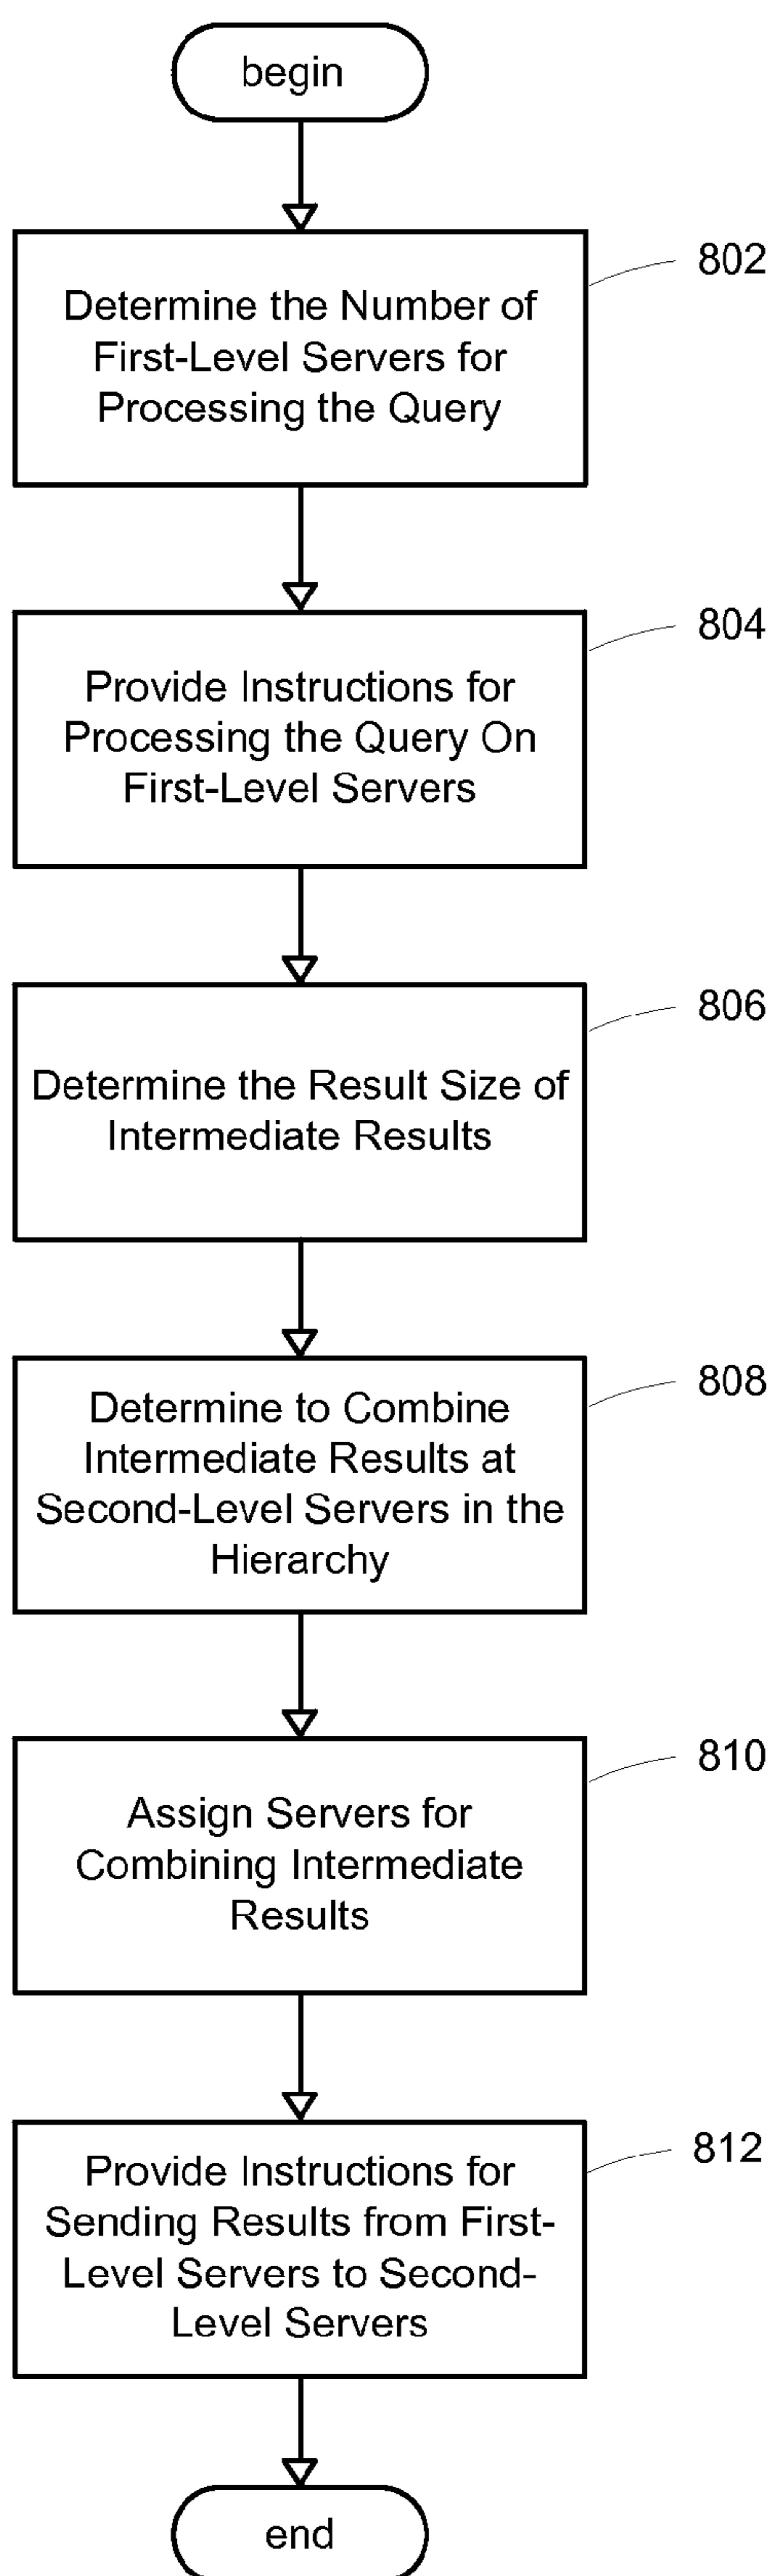 begin
802
Determine the Number of
First-Level Servers for
Processing the Query
804
Provide Instructions for
Processing the Query On
First-Level Servers
806
Determine the Result Size of
Intermediate Results
808
Determine to Combine
Intermediate Results at
Second-Level Servers in the
Hierarchy
810
Assign Servers for
Combining Intermediate
Results
812
Provide Instructions for
Sending Results from First-
Level Servers to Second-
Level Servers
end